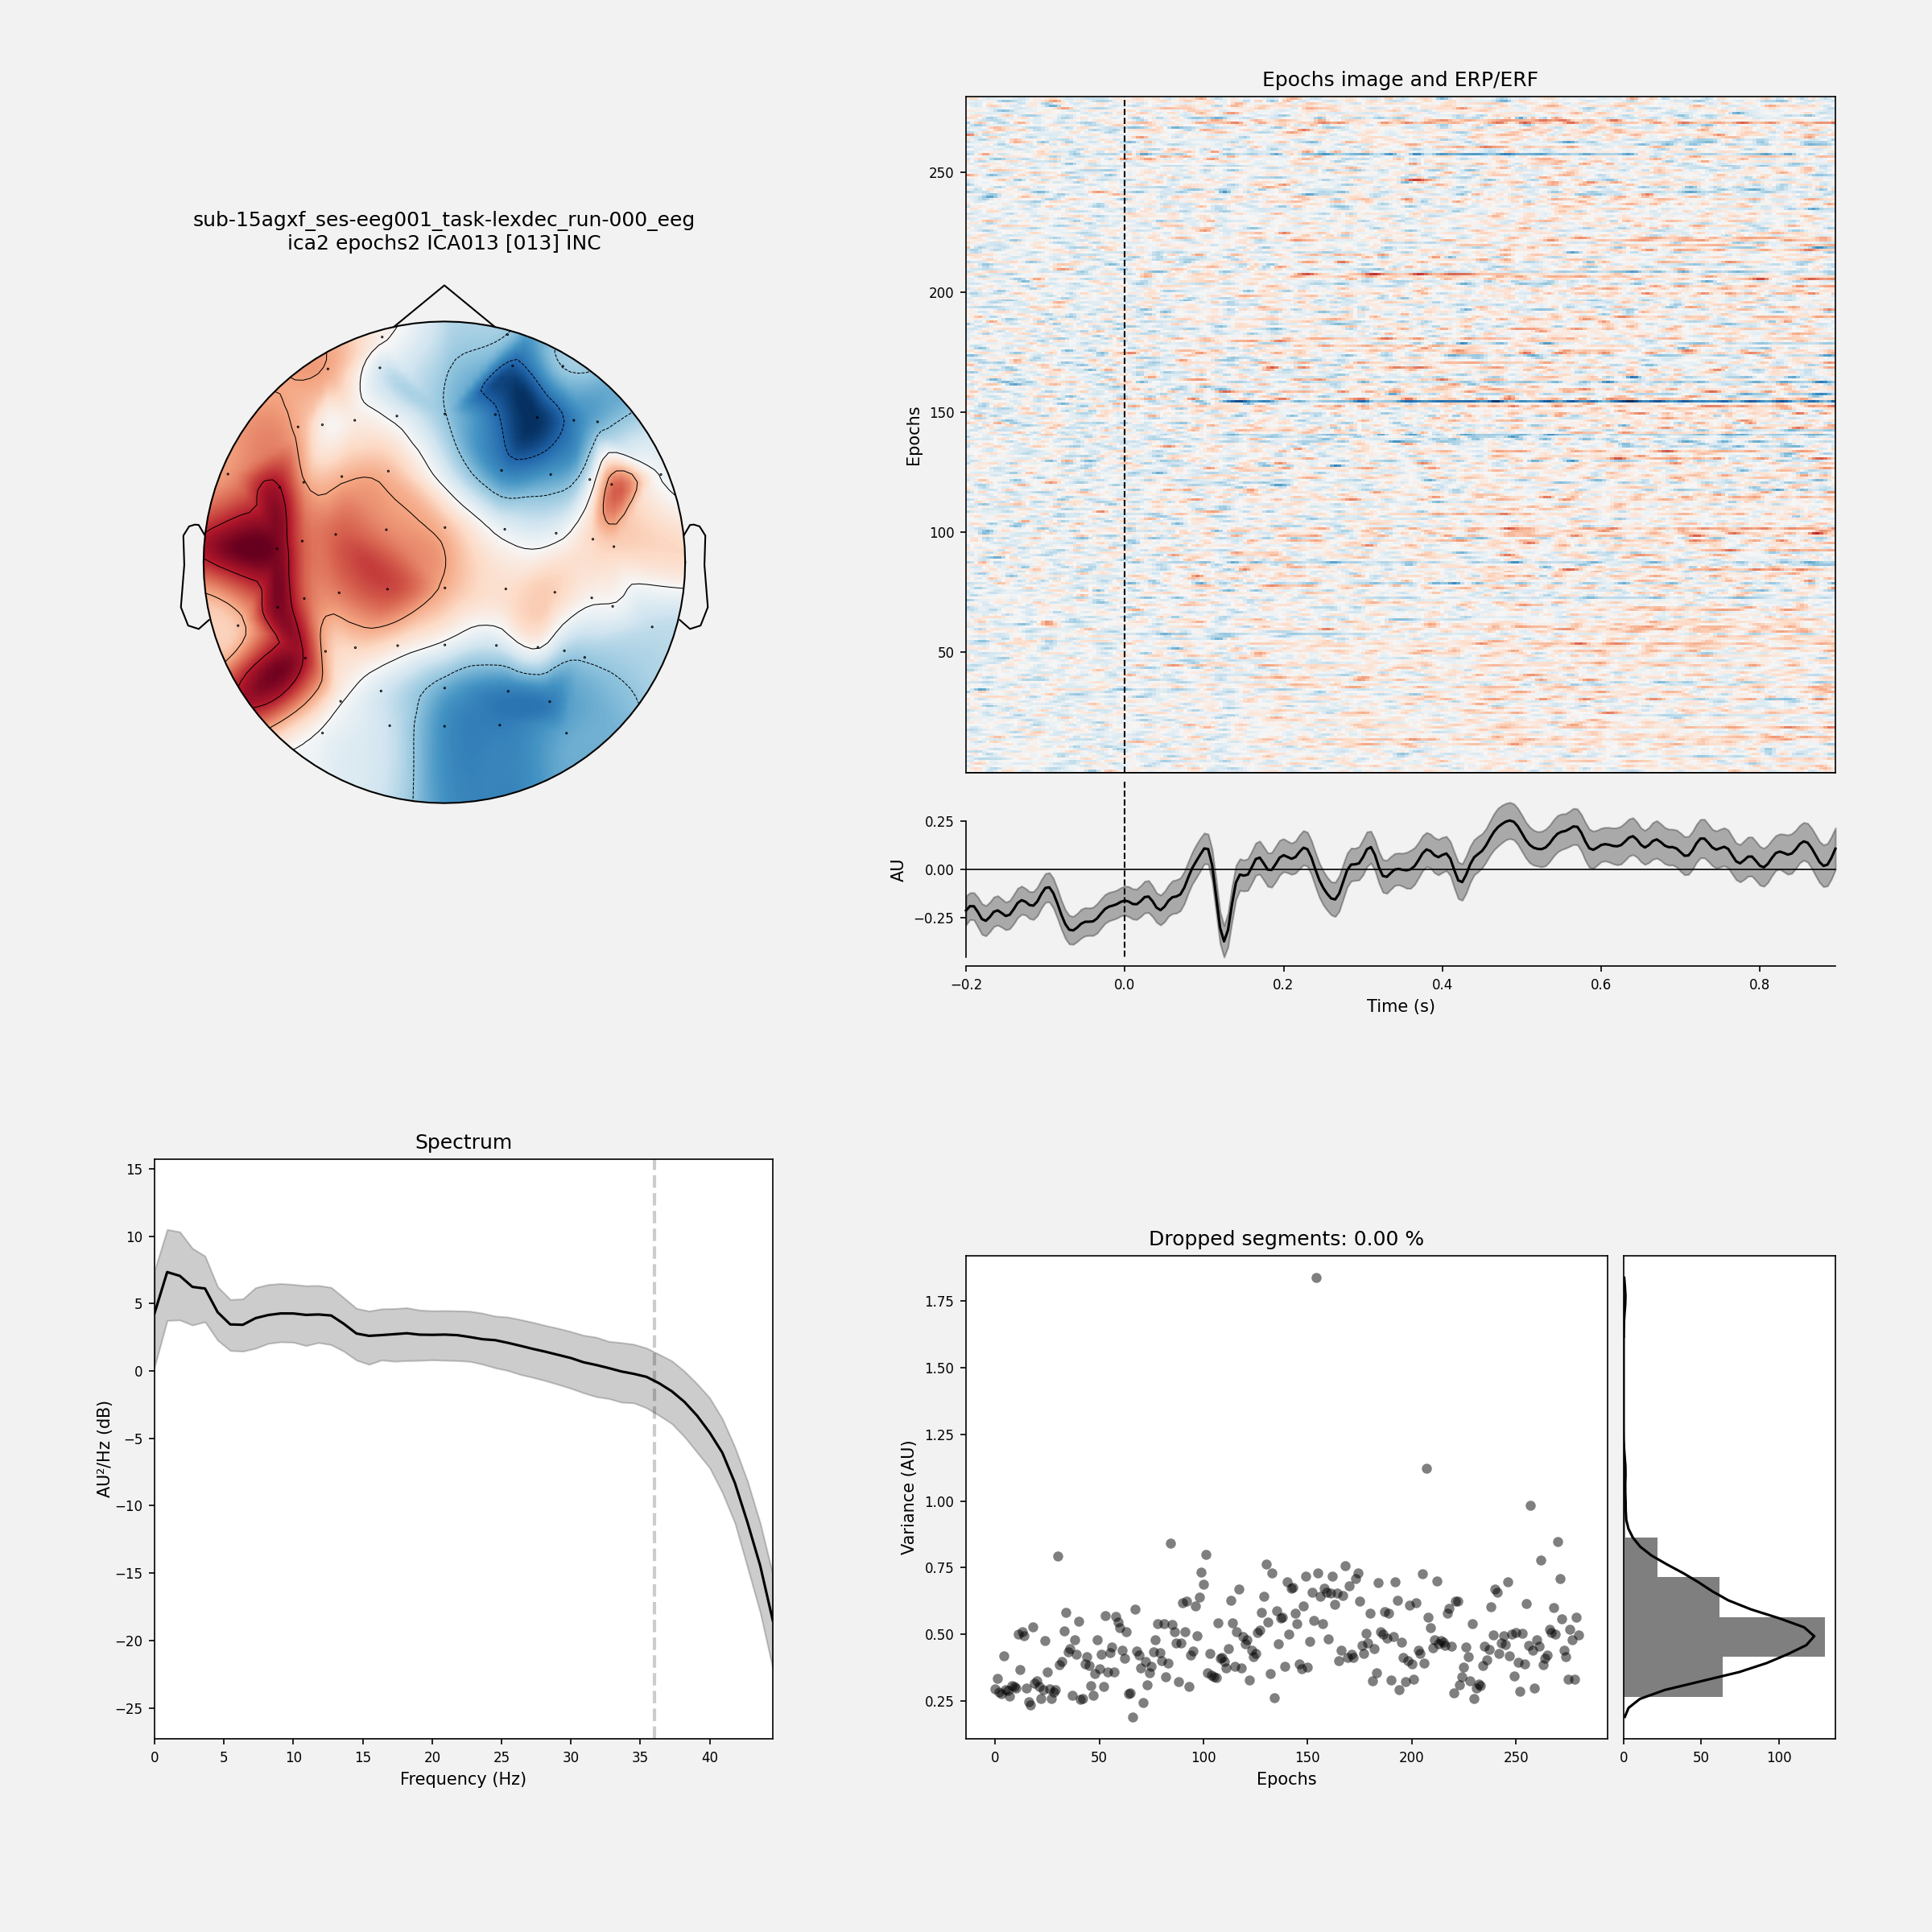 sub-15agxf_ses-eeg001_task-lexdec_run-000_eeg
ica2 epochs2 ICA013 [013] INC
Epochs image and ERP/ERF
250
200
150
100
50
Epochs
0.25
0.00
−0.25
AU
−0.2 0.0 0.2 0.4 0.6 0.8
Time (s)
Spectrum
15
10
5
0
−5
−10
−15
−20
−25
AU²/Hz (dB)
0 5 10 15 20 25 30 35 40
Frequency (Hz)
Dropped segments: 0.00 %
1.75
1.50
1.25
1.00
0.75
0.50
0.25
Variance (AU)
0 50 100 150 200 250
Epochs
0 50 100